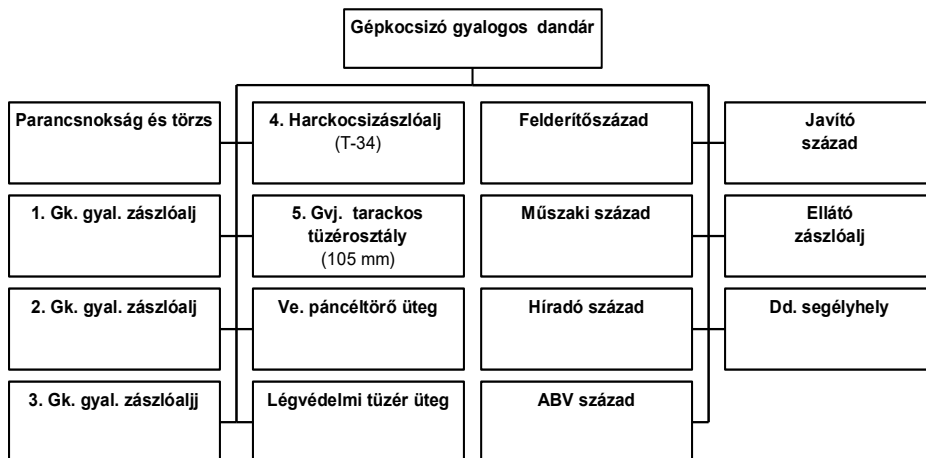 Gépkocsizó gyalogos dandár
Parancsnokság és törzs
4. Harckocsizászlóalj
(T-34)
Felderítőszázad
Javító
század
1. Gk. gyal. zászlóalj
5. Gvj. tarackos
tüzérosztály
(105 mm)
Műszaki század
Ellátó
zászlóalj
2. Gk. gyal. zászlóalj
Ve. páncéltörő üteg
Híradó század
Dd. segélyhely
3. Gk. gyal. zászlóaljj
Légvédelmi tüzér üteg
ABV század